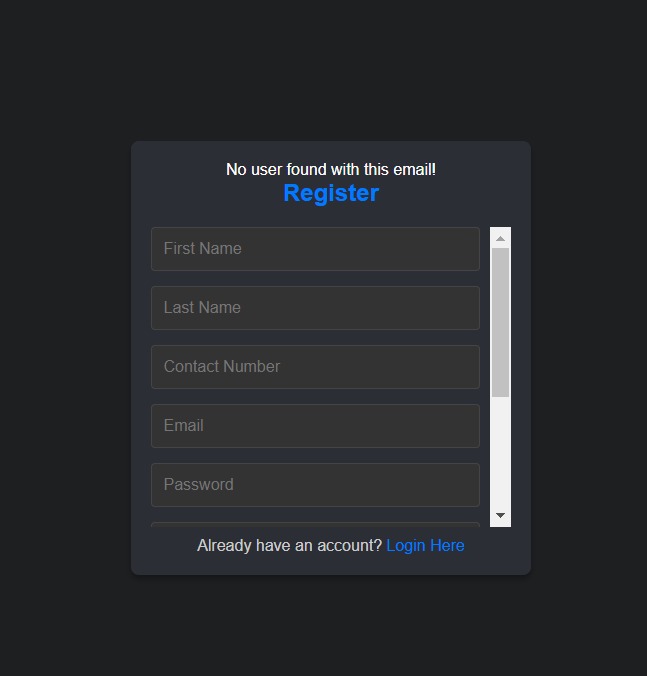 No user found with this email!
Register
First Name
Last Name
Contact Number
Email
Password
Already have an account? Login Here